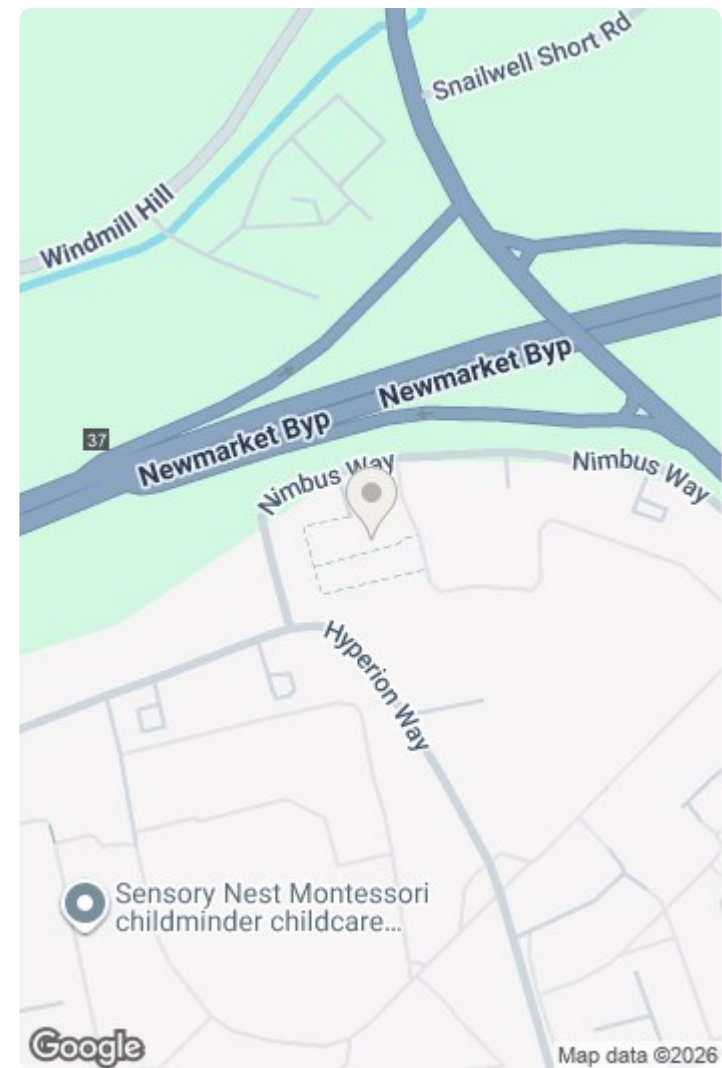 Snailwell Short Rd
Windmill Hill
Newmarket Byp
Newmarket Byp
37
Nimbus Way
Nimbus Way
Hyperion Way
Sensory Nest Montessori
childminder childcare...
Google
Map data ©2026